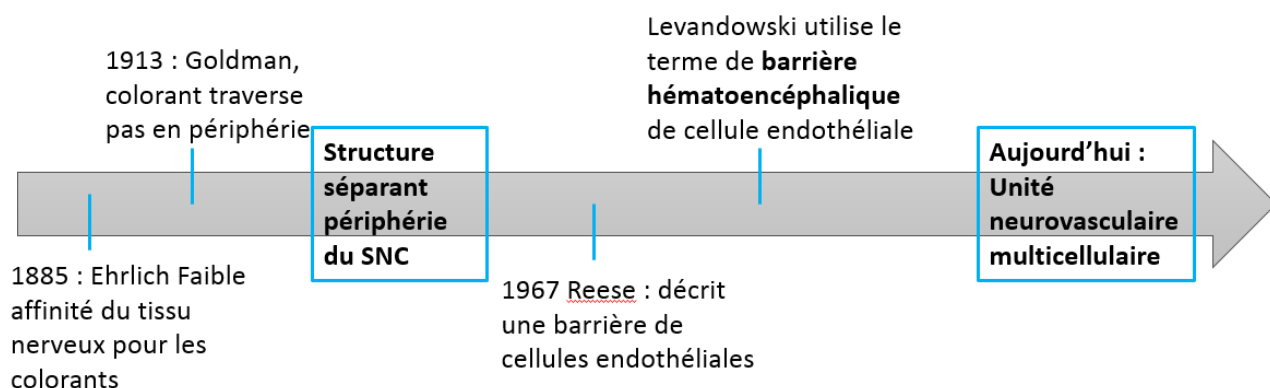 1913 : Goldman,
colorant traverse
pas en périphérie
Levandowski utilise le
terme de barrière
hématoencéphalique
de cellule endothéliale
Structure
séparant
périphérie
du SNC
Aujourd’hui :
Unité
neurovasculaire
multicellulaire
1885 : Ehrlich Faible
affinité du tissu
nerveux pour les
colorants
1967 Reese : décrit
une barrière de
cellules endothéliales